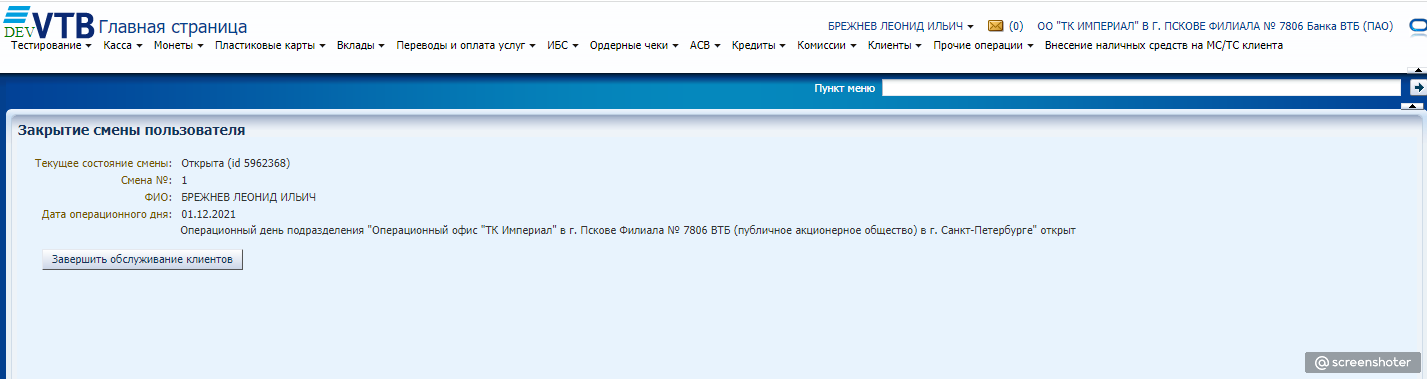 DEV VTB Главная страница
БРЕЖНЕВ ЛЕОНИД ИЛЬИЧ (0) ОО "ТК ИМПЕРИАЛ" В Г. ПСКОВЕ ФИЛИАЛА № 7806 Банка ВТБ (ПАО)
Тестирование Касса Монеты Пластиковые карты Вклады Переводы и оплата услуг ИБС Ордерные чеки АСВ Кредиты Комиссии Клиенты Прочие операции Внесение наличных средств на МС/ТС клиента
Пункт меню
Закрытие смены пользователя
Текущее состояние смены: Открыта (id 5962368)
Смена №: 1
ФИО: БРЕЖНЕВ ЛЕОНИД ИЛЬИЧ
Дата операционного дня: 01.12.2021
Операционный день подразделения "Операционный офис "ТК Империал" в г. Пскове Филиала № 7806 ВТБ (публичное акционерное общество) в г. Санкт-Петербурге" открыт
Завершить обслуживание клиентов
@screenshoter